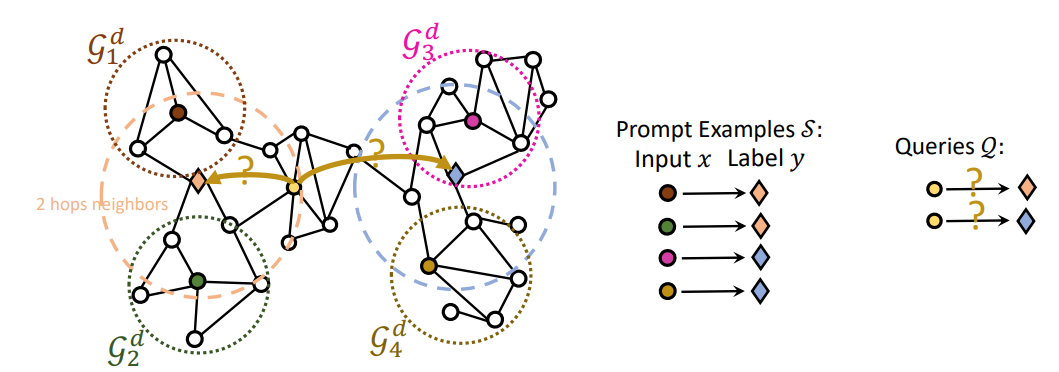 𝒢₁ᵈ
𝒢₃ᵈ
?
?
2 hops neighbors
𝒢₂ᵈ
𝒢₄ᵈ
Prompt Examples 𝒮:
Input 𝑥 Label 𝑦
Queries 𝒬:
?
?